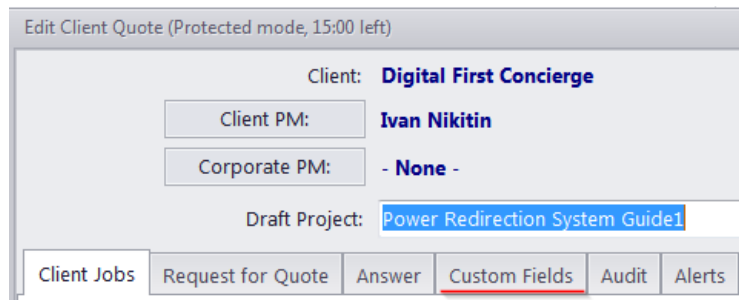 Edit Client Quote (Protected mode, 15:00 left)
Client: Digital First Concierge
Client PM: Ivan Nikitin
Corporate PM: - None -
Draft Project: Power Redirection System Guide1
Client Jobs Request for Quote Answer Custom Fields Audit Alerts